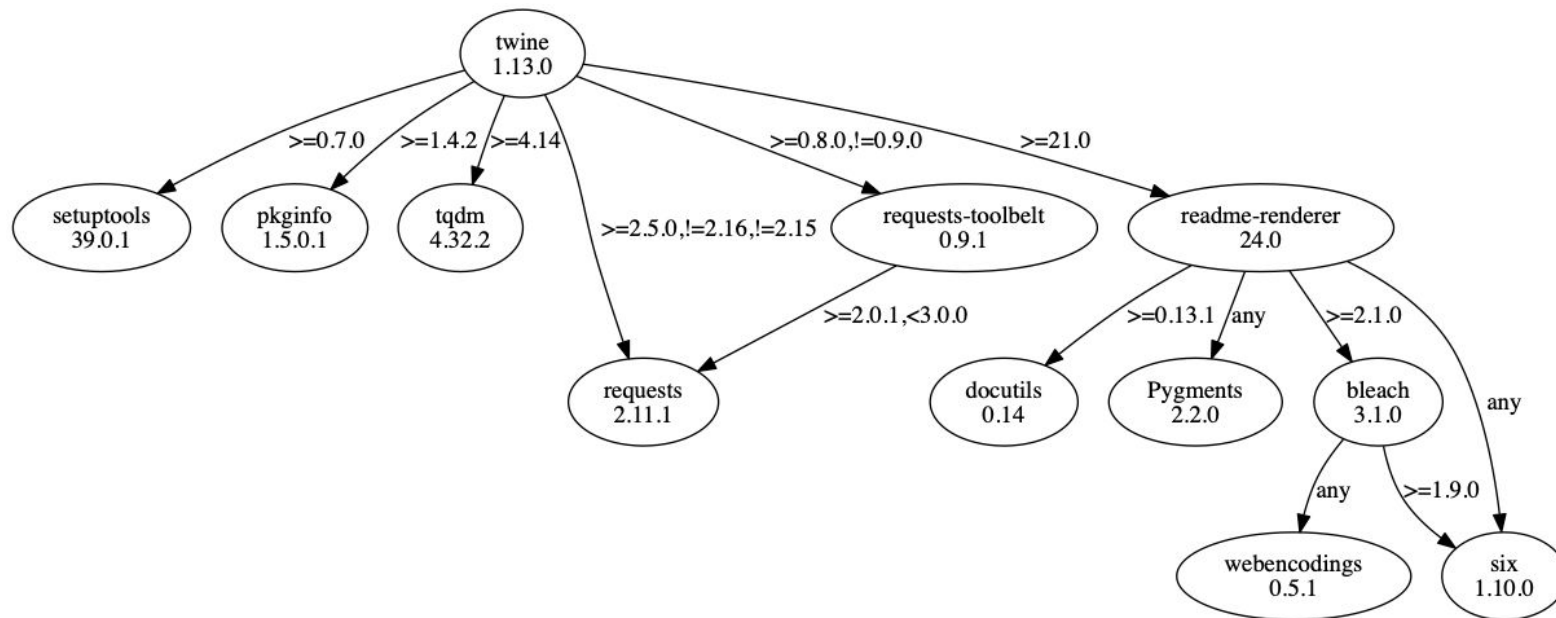 twine
1.13.0
>=0.7.0
>=1.4.2
>=4.14
>=0.8.0,!=0.9.0
>=21.0
setuptools
39.0.1
pkginfo
1.5.0.1
tqdm
4.32.2
>=2.5.0,!=2.16,!=2.15
requests-toolbelt
0.9.1
readme-renderer
24.0
>=2.0.1,<3.0.0
>=0.13.1
any
>=2.1.0
any
requests
2.11.1
docutils
0.14
Pygments
2.2.0
bleach
3.1.0
any
>=1.9.0
webencodings
0.5.1
six
1.10.0